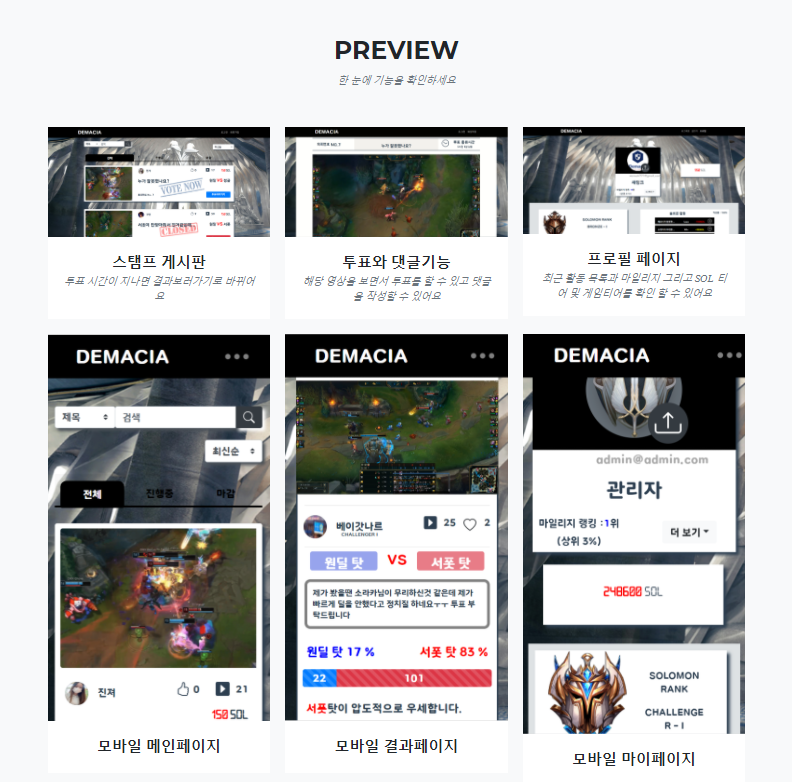 PREVIEW
한 눈에 기능을 확인하세요
DEMACIA
VOTE NOW
CLOSED
스탬프 게시판
투표 시간이 지나면 결과보러가기로 바뀌어
요
DEMACIA
누가 잘못했나요?
투표와 댓글기능
해당 영상을 보면서 투표를 할 수 있고 댓글
을 작성할 수 있어요
DEMACIA
SOLOMON RANK
프로필 페이지
최근 활동 목록과 마일리지 그리고 SOL 티
어 및 게임티어를 확인 할 수 있어요
DEMACIA
제목
검색
최신순
전체
진행중
마감
진져
0
21
150 SOL
모바일 메인페이지
DEMACIA
베이갓나르
CHALLENGER I
25
2
원딜 탓 VS 서폿 탓
제가 봤을땐 소라카님이 무리하신것 같은데 제가
빠르게 딜을 안했다고 정지질 하네요ㅜㅜ 투표 부
탁드립니다
원딜 탓 17 %
서폿 탓 83 %
22
101
서폿탓이 압도적으로 우세합니다.
모바일 결과페이지
DEMACIA
admin@admin.com
관리자
마일리지 랭킹 :1위
(상위 3%)
더 보기
248600 SOL
SOLOMON
RANK
CHALLENGE
R - I
모바일 마이페이지